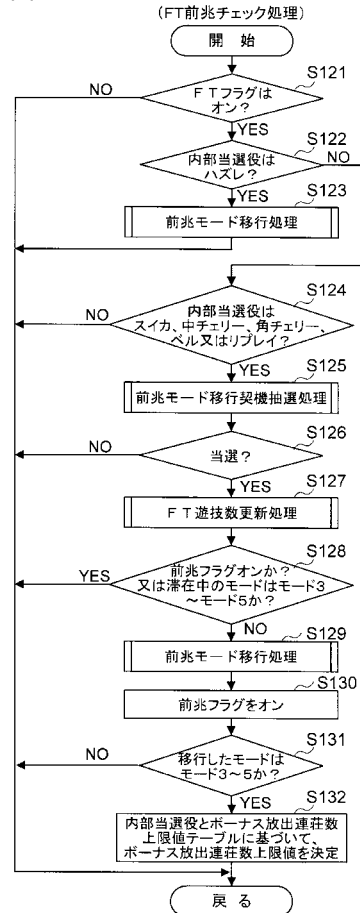 (FT前兆チェック処理)
開 始
S121
NO
FTフラグは
オン?
YES
S122
NO
内部当選役は
ハズレ?
YES
S123
前兆モード移行処理
S124
NO
内部当選役は
スイカ、中チェリー、角チェリー、
ベル又はリプレイ?
YES
S125
前兆モード移行契機抽選処理
S126
NO
当選?
YES
S127
FT遊技数更新処理
S128
YES
前兆フラグオンか?
又は滞在中のモードはモード3
~モード5か?
NO
S129
前兆モード移行処理
S130
前兆フラグをオン
S131
NO
移行したモードは
モード3~5か?
YES
S132
内部当選役とボーナス放出連荘数
上限値テーブルに基づいて、
ボーナス放出連荘数上限値を決定
戻 る